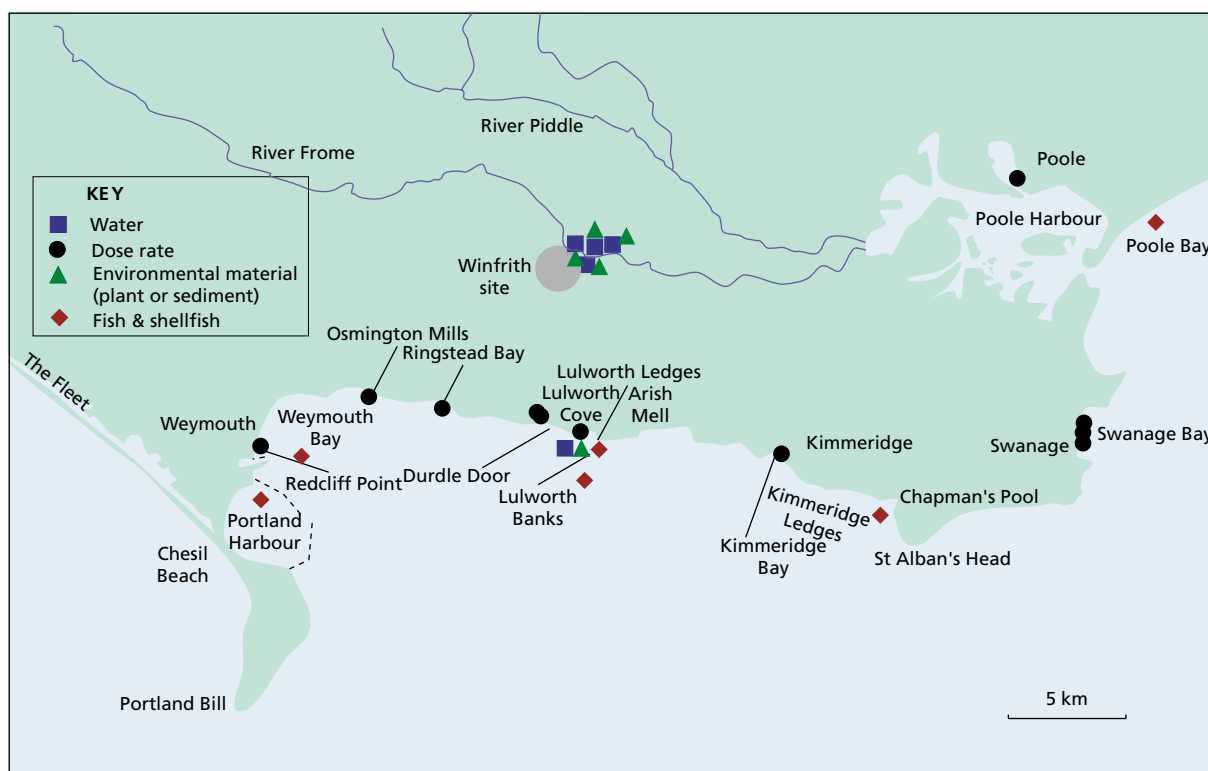 River Piddle
River Frome
Poole
KEY
Water
Dose rate
Environmental material
(plant or sediment)
Fish & shellfish
Poole Harbour
Poole Bay
Winfrith
site
Osmington Mills
Ringstead Bay
The Fleet
Lulworth Ledges
Lulworth
Cove
Arish
Mell
Weymouth
Weymouth
Bay
Kimmeridge
Swanage
Swanage Bay
Redcliff Point
Durdle Door
Lulworth
Banks
Chapman's Pool
Kimmeridge
Ledges
Portland
Harbour
Kimmeridge
Bay
St Alban's Head
Chesil
Beach
Portland Bill
5 km